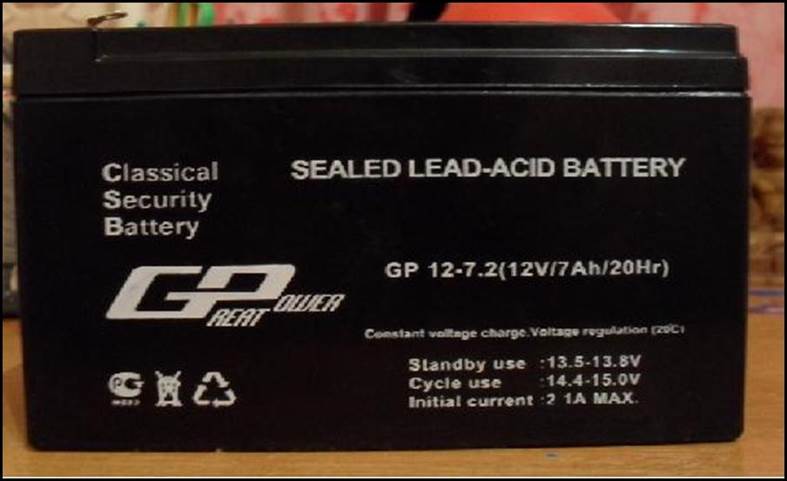 Classical
Security
Battery
SEALED LEAD-ACID BATTERY
GP 12-7.2(12V/7Ah/20Hr)
GP
REAT POWER
Constant voltage charge.Voltage regulation (20C)
Standby use :13.5-13.8V
Cycle use :14.4-15.0V
Initial current :2 1A MAX.